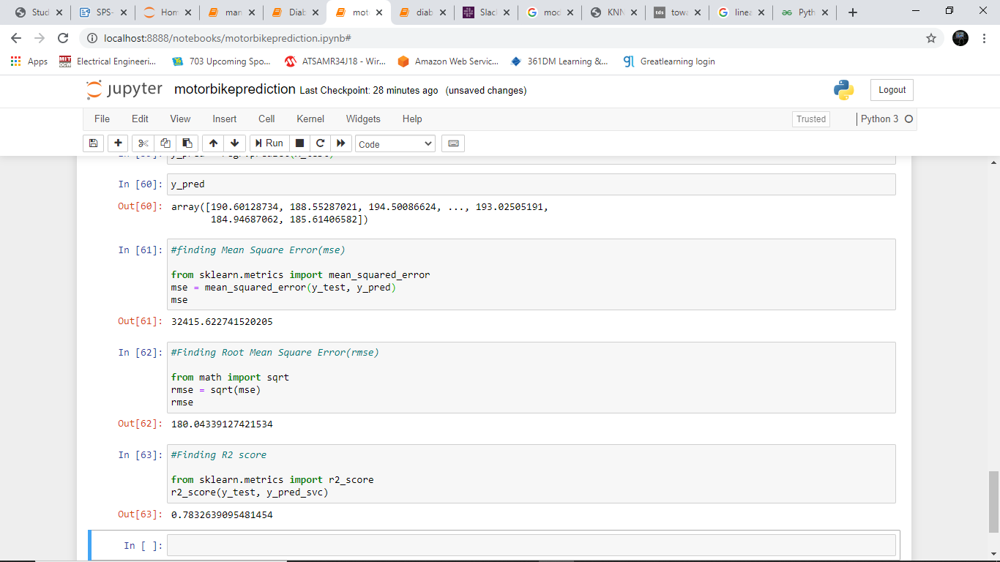 Stud
SPS-
Hom
man
Diab
mot
diab
Slac
mod
KNN
tds
towa
linea
Pyth
localhost:8888/notebooks/motorbikeprediction.ipynb#
Apps
MIT
OCW
Electrical Engineeri...
703 Upcoming Spo...
ATSAMR34J18 - Wir...
Amazon Web Servic...
361DM Learning &...
gl
Greatlearning login
jupyter
motorbikeprediction Last Checkpoint: 28 minutes ago (unsaved changes)
Logout
File Edit View Insert Cell Kernel Widgets Help
Trusted
Python 3
Run
Code
In [60]: y_pred
Out[60]: array([190.60128734, 188.55287021, 194.50086624, ..., 193.02505191,
184.94687062, 185.61406582])
In [61]: #finding Mean Square Error(mse)
from sklearn.metrics import mean_squared_error
mse = mean_squared_error(y_test, y_pred)
mse
Out[61]: 32415.622741520205
In [62]: #Finding Root Mean Square Error(rmse)
from math import sqrt
rmse = sqrt(mse)
rmse
Out[62]: 180.04339127421534
In [63]: #Finding R2 score
from sklearn.metrics import r2_score
r2_score(y_test, y_pred_svc)
Out[63]: 0.7832639095481454
In [ ]: